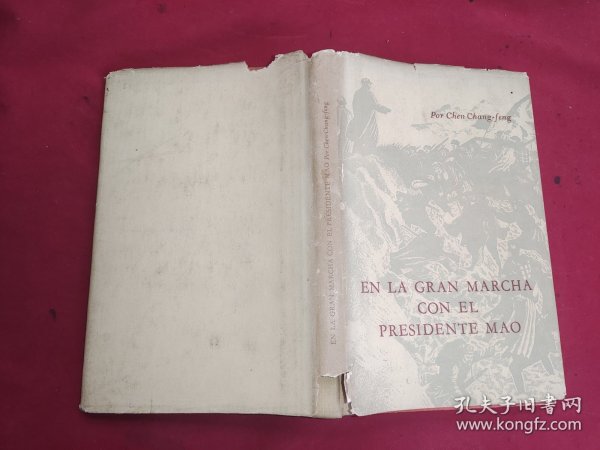 Por Chen Chang-feng
EN LA GRAN MARCHA
CON EL
PRESIDENTE MAO
EN LA GRAN MARCHA CON EL PRESIDENTE MAO Por Chen Chang-feng
孔夫子旧书网
www.kongfz.com